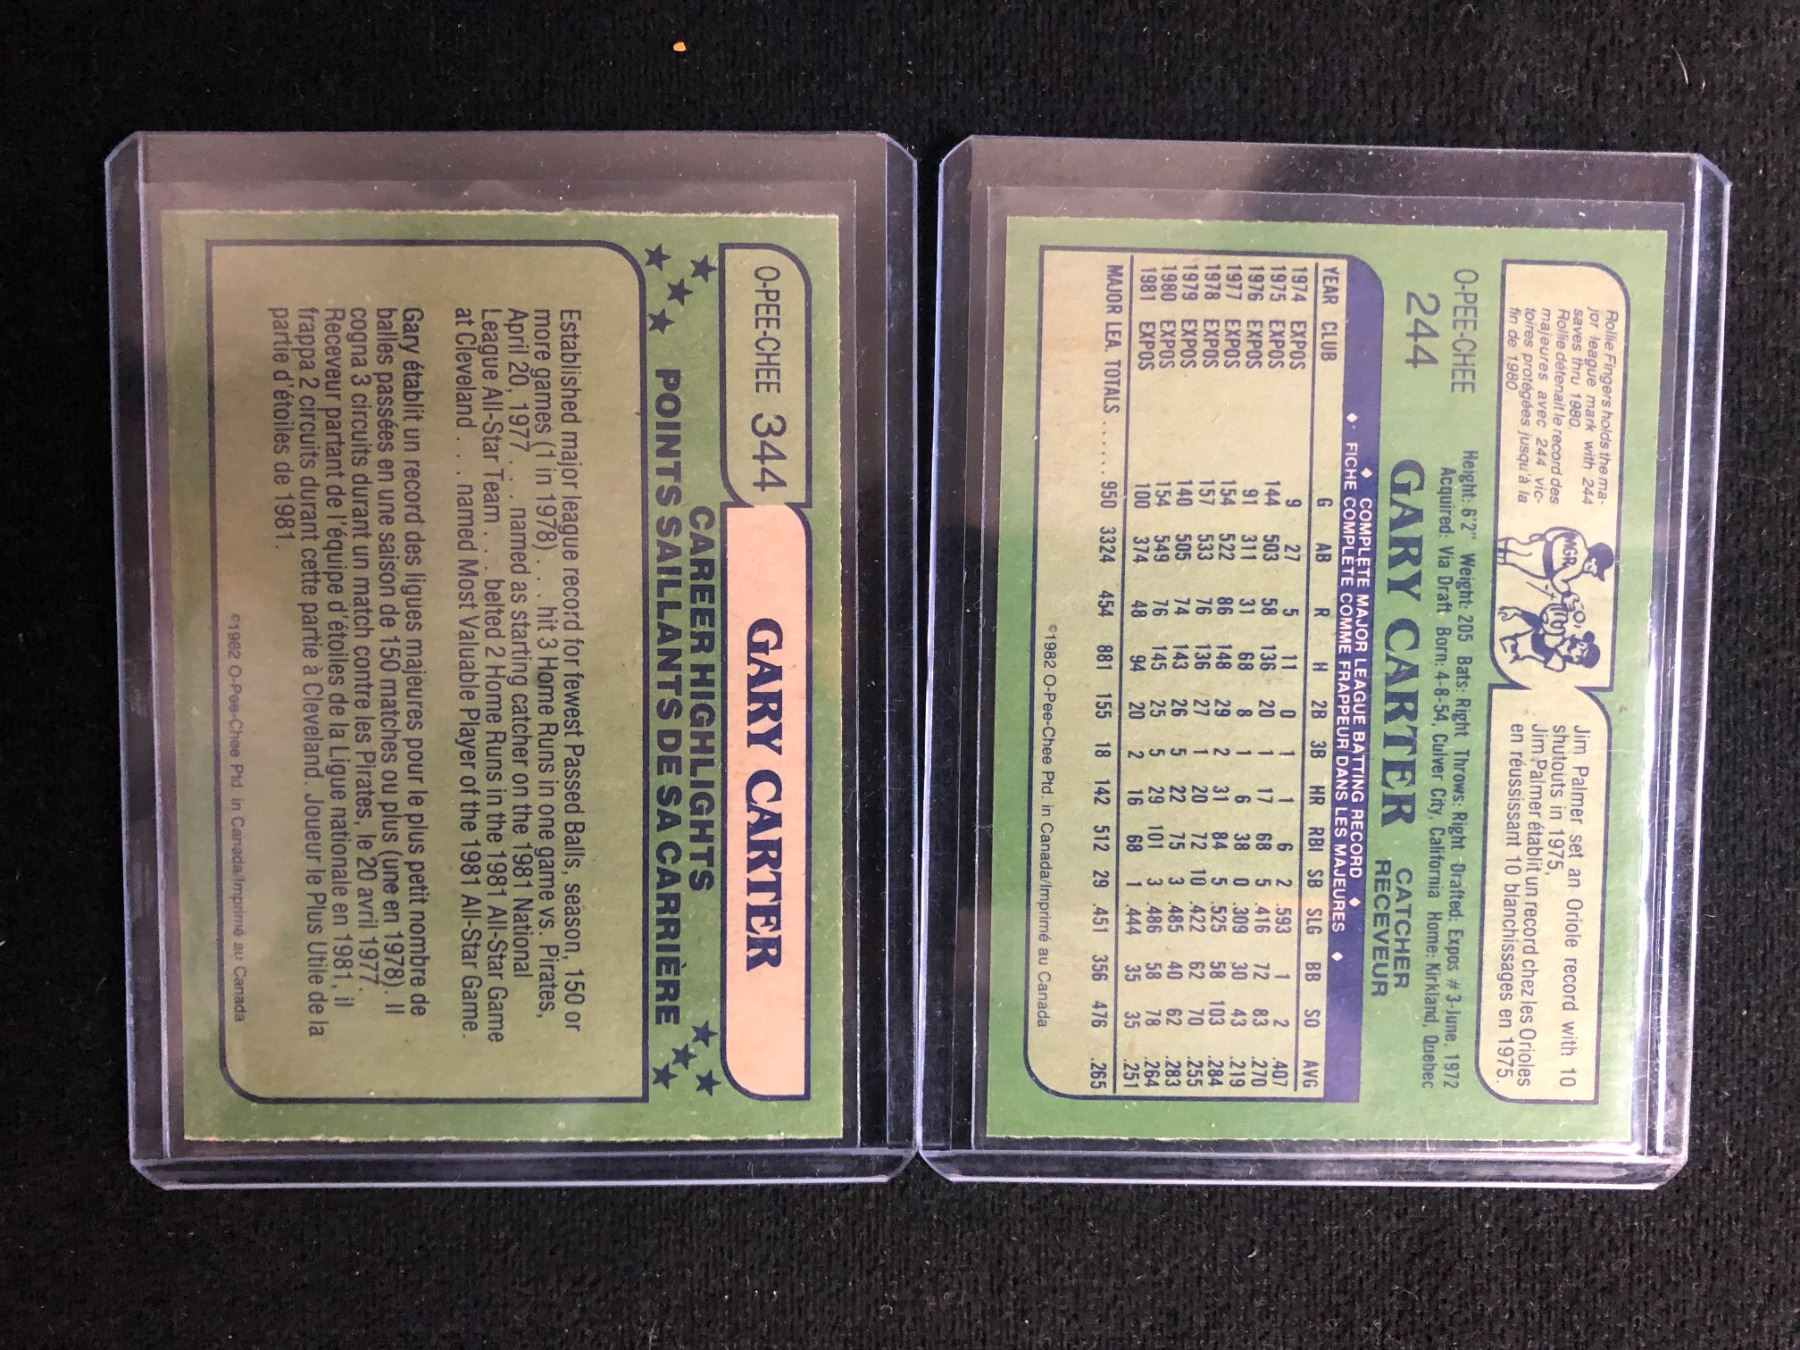 O-PEE-CHEE 344
GARY CARTER
CAREER HIGHLIGHTS
POINTS SAILLANTS DE SA CARRIÈRE
Established major league record for fewest Passed Balls, season, 150 or
more games (1 in 1978) . . . hit 3 Home Runs in one game vs. Pirates,
April 20, 1977 . . . named as starting catcher on the 1981 National
League All-Star Team . . . belted 2 Home Runs in the 1981 All-Star Game
at Cleveland . . . named Most Valuable Player of the 1981 All-Star Game.
Gary établit un record des ligues majeures pour le plus petit nombre de
balles passées en une saison de 150 matches ou plus (une en 1978). Il
cogna 3 circuits durant un match contre les Pirates, le 20 avril 1977.
Receveur partant de l'équipe d'étoiles de la Ligue nationale en 1981, il
frappa 2 circuits durant cette partie à Cleveland. Joueur le Plus Utile de la
partie d'étoiles de 1981.
©1982 O-Pee-Chee Ptd. in Canada/Imprimé au Canada
Rollie Fingers holds the ma-
jor league mark with 244
saves thru 1980.
Rollie détenait le record des
majeures avec 244 vic-
toires protégées jusqu'à la
fin de 1980.
MGR
Jim Palmer set an Oriole record with 10
shutouts in 1975.
Jim Palmer établit un record chez les Orioles
en réussissant 10 blanchissages en 1975.
O-PEE-CHEE
244
Height: 6'2" Weight: 205 Bats: Right Throws: Right Drafted: Expos #3-June, 1972
Acquired: Via Draft Born: 4-8-54, Culver City, California Home: Kirkland, Quebec
GARY CARTER
CATCHER
RECEVEUR
COMPLETE MAJOR LEAGUE BATTING RECORD
FICHE COMPLÈTE COMME FRAPPEUR DANS LES MAJEURES
YEAR CLUB G AB R H 2B 3B HR RBI SB SLG BB SO AVG
1974 EXPOS 9 27 5 11 0 1 1 6 2 .593 1 2 .407
1975 EXPOS 144 503 58 136 20 1 17 68 5 .416 72 83 .270
1976 EXPOS 91 311 31 68 8 1 6 38 0 .309 30 43 .219
1977 EXPOS 154 522 86 148 29 2 31 84 5 .525 58 103 .284
1978 EXPOS 157 533 76 136 27 1 20 72 10 .422 62 70 .255
1979 EXPOS 140 505 74 143 26 5 22 75 3 .485 40 62 .283
1980 EXPOS 154 549 76 145 25 5 29 101 3 .486 58 78 .264
1981 EXPOS 100 374 48 94 20 2 16 68 1 .444 35 35 .251
MAJOR LEA. TOTALS ...... 950 3324 454 881 155 18 142 512 29 .451 356 476 .265
©1982 O-Pee-Chee Ptd. in Canada/Imprimé au Canada